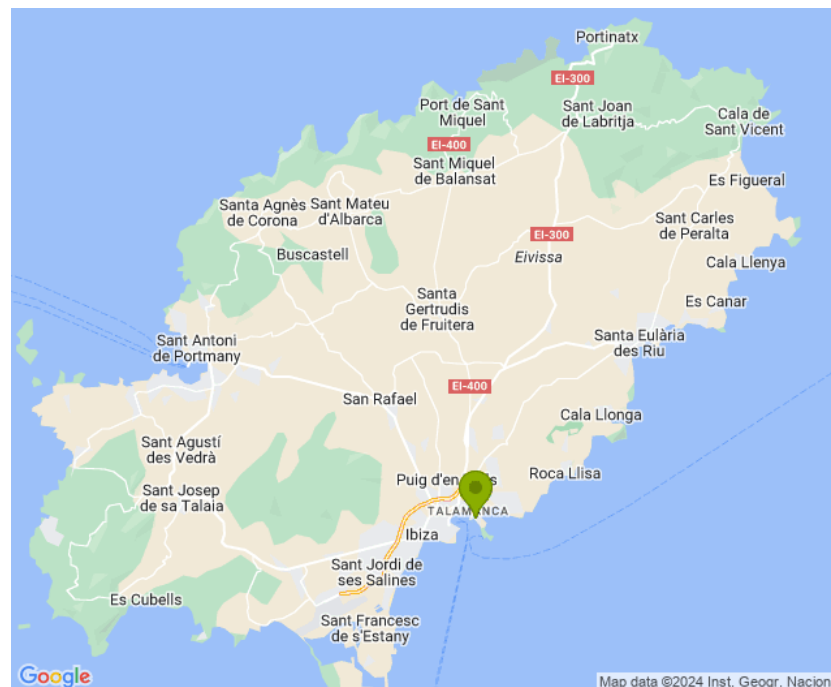 Portinatx
EI-300
Port de Sant
Miquel
Sant Joan
de Labritja
Cala de
Sant Vicent
EI-400
Sant Miquel
de Balansat
Es Figueral
Santa Agnès
de Corona
Sant Mateu
d'Albarca
Sant Carles
de Peralta
EI-300
Buscastell
Eivissa
Cala Llenya
Santa
Gertrudis
de Fruitera
Es Canar
Sant Antoni
de Portmany
Santa Eulària
des Riu
EI-400
San Rafael
Cala Llonga
Sant Agustí
des Vedrà
Roca Llisa
Puig d'en
Sant Josep
de sa Talaia
TALAMANCA
Ibiza
Sant Jordi de
ses Salines
Es Cubells
Sant Francesc
de s'Estany
Google
Map data ©2024 Inst. Geogr. Nacion